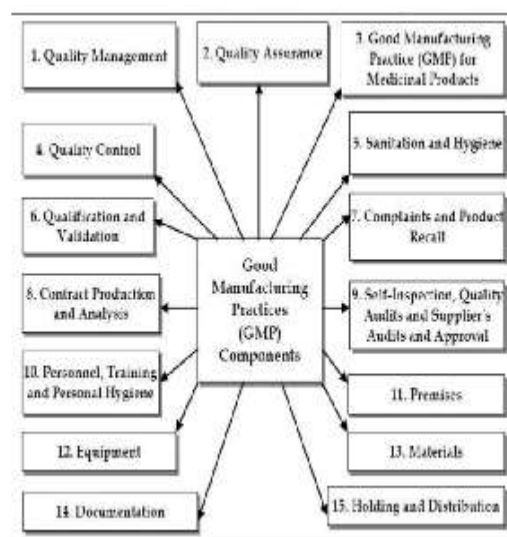 1. Quality Management
2. Quality Assurance
3. Good Manufacturing
Practice (GMP) for
Medicinal Products
4. Quality Control
5. Sanitation and Hygiene
6. Qualification and
Validation
7. Complaints and Product
Recall
Good
Manufacturing
Practices
(GMP)
Components
8. Contract Production
and Analysis
9. Self-Inspection, Quality
Audits and Supplier's
Audits and Approval
10. Personnel, Training
and Personal Hygiene
11. Premises
12. Equipment
13. Materials
14. Documentation
15. Holding and Distribution